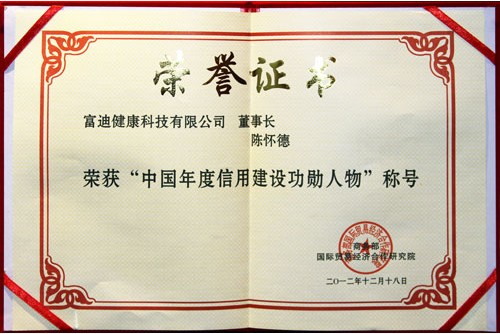 荣誉证书
富迪健康科技有限公司 董事长
陈怀德
荣获“中国年度信用建设功勋人物”称号
商务部
国际贸易经济合作研究院
二〇一二年十二月十八日